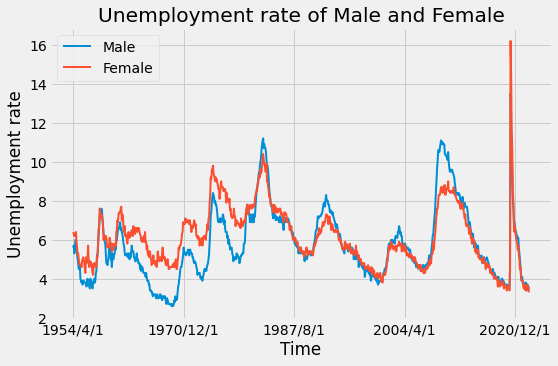 Unemployment rate of Male and Female
Male
Female
Unemployment rate
16
14
12
10
8
6
4
2
1954/4/1 1970/12/1 1987/8/1 2004/4/1 2020/12/1
Time